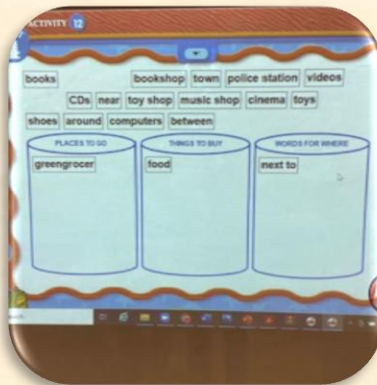 ACTIVITY 12
books bookshop town police station videos
CDs near toy shop music shop cinema toys
shoes around computers between
PLACES TO GO THINGS TO BUY WORDS FOR WHERE
greengrocer food next to